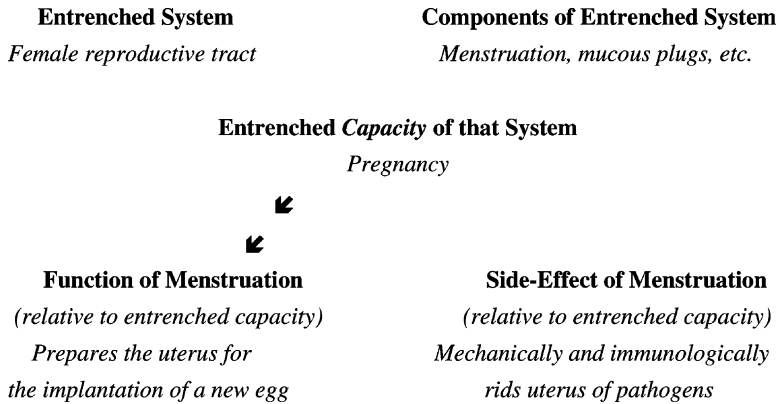 Entrenched System
Components of Entrenched System
Female reproductive tract
Menstruation, mucous plugs, etc.
Entrenched Capacity of that System
Pregnancy
Function of Menstruation
Side-Effect of Menstruation
(relative to entrenched capacity)
(relative to entrenched capacity)
Prepares the uterus for
Mechanically and immunologically
the implantation of a new egg
rids uterus of pathogens